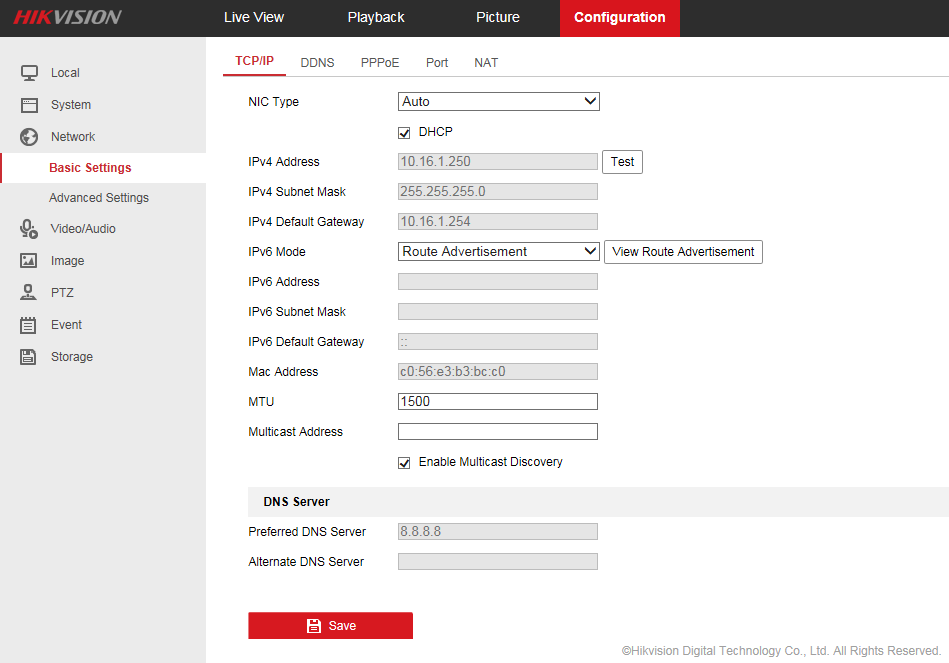 HIKVISION Live View Playback Picture Configuration
Local
System
Network
Basic Settings
Advanced Settings
Video/Audio
Image
PTZ
Event
Storage
TCP/IP DDNS PPPoE Port NAT
NIC Type Auto
DHCP
IPv4 Address 10.16.1.250 Test
IPv4 Subnet Mask 255.255.255.0
IPv4 Default Gateway 10.16.1.254
IPv6 Mode Route Advertisement View Route Advertisement
IPv6 Address
IPv6 Subnet Mask
IPv6 Default Gateway ::
Mac Address c0:56:e3:b3:bc:c0
MTU 1500
Multicast Address
Enable Multicast Discovery
DNS Server
Preferred DNS Server 8.8.8.8
Alternate DNS Server
Save
©Hikvision Digital Technology Co., Ltd. All Rights Reserved.